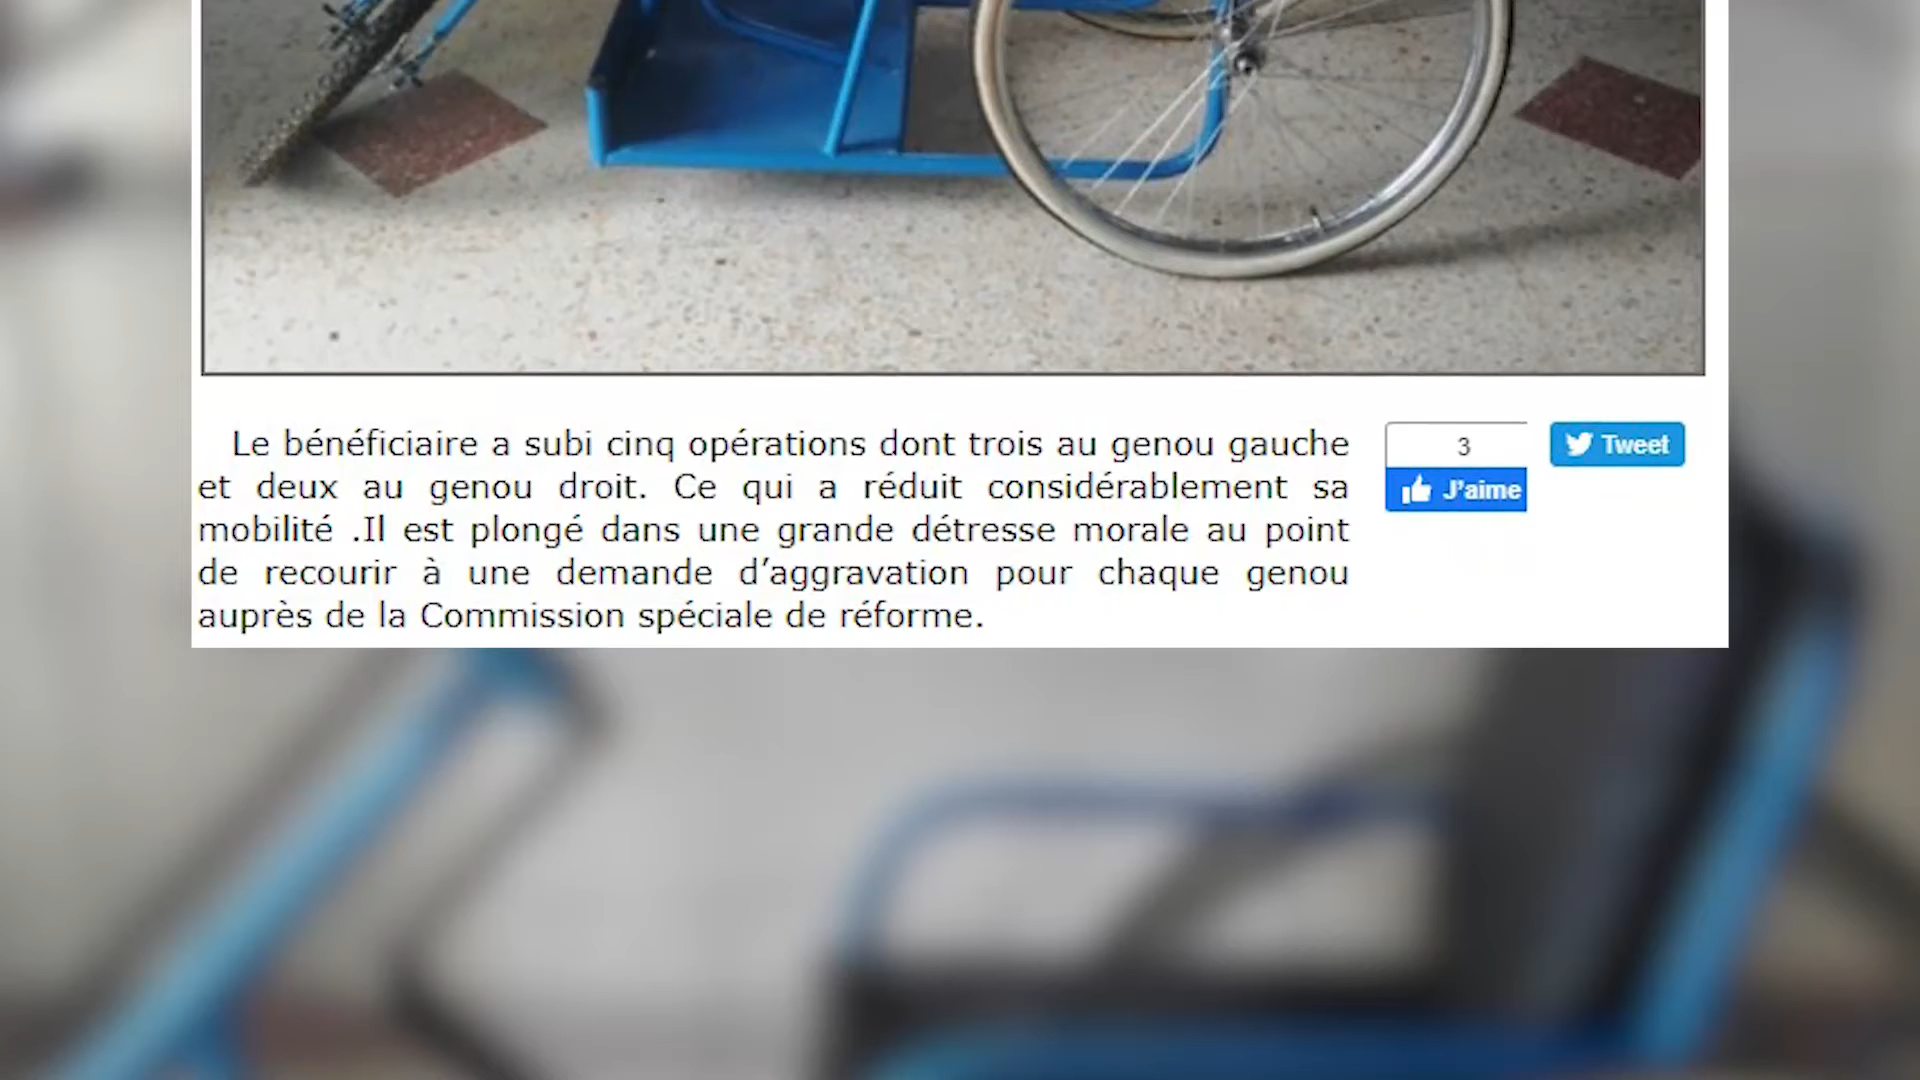 Le bénéficiaire a subi cinq opérations dont trois au genou gauche
et deux au genou droit. Ce qui a réduit considérablement sa
mobilité .Il est plongé dans une grande détresse morale au point
de recourir à une demande d’aggravation pour chaque genou
auprès de la Commission spéciale de réforme.
3
J’aime
Tweet